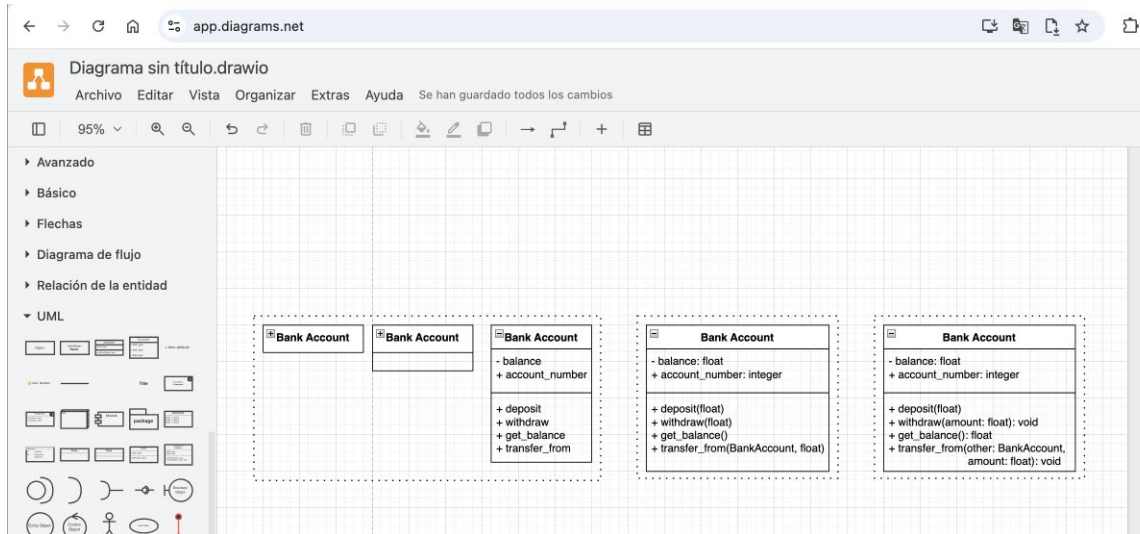 app.diagrams.net
Diagrama sin título.drawio
Archivo Editar Vista Organizar Extras Ayuda Se han guardado todos los cambios
95%
Avanzado
Básico
Flechas
Diagrama de flujo
Relación de la entidad
UML
Title
package
Bank Account
Bank Account
Bank Account
- balance
+ account_number
+ deposit
+ withdraw
+ get_balance
+ transfer_from
Bank Account
- balance: float
+ account_number: integer
+ deposit(float)
+ withdraw(float)
+ get_balance()
+ transfer_from(BankAccount, float)
Bank Account
- balance: float
+ account_number: integer
+ deposit(float)
+ withdraw(amount: float): void
+ get_balance(): float
+ transfer_from(other: BankAccount,
amount: float): void